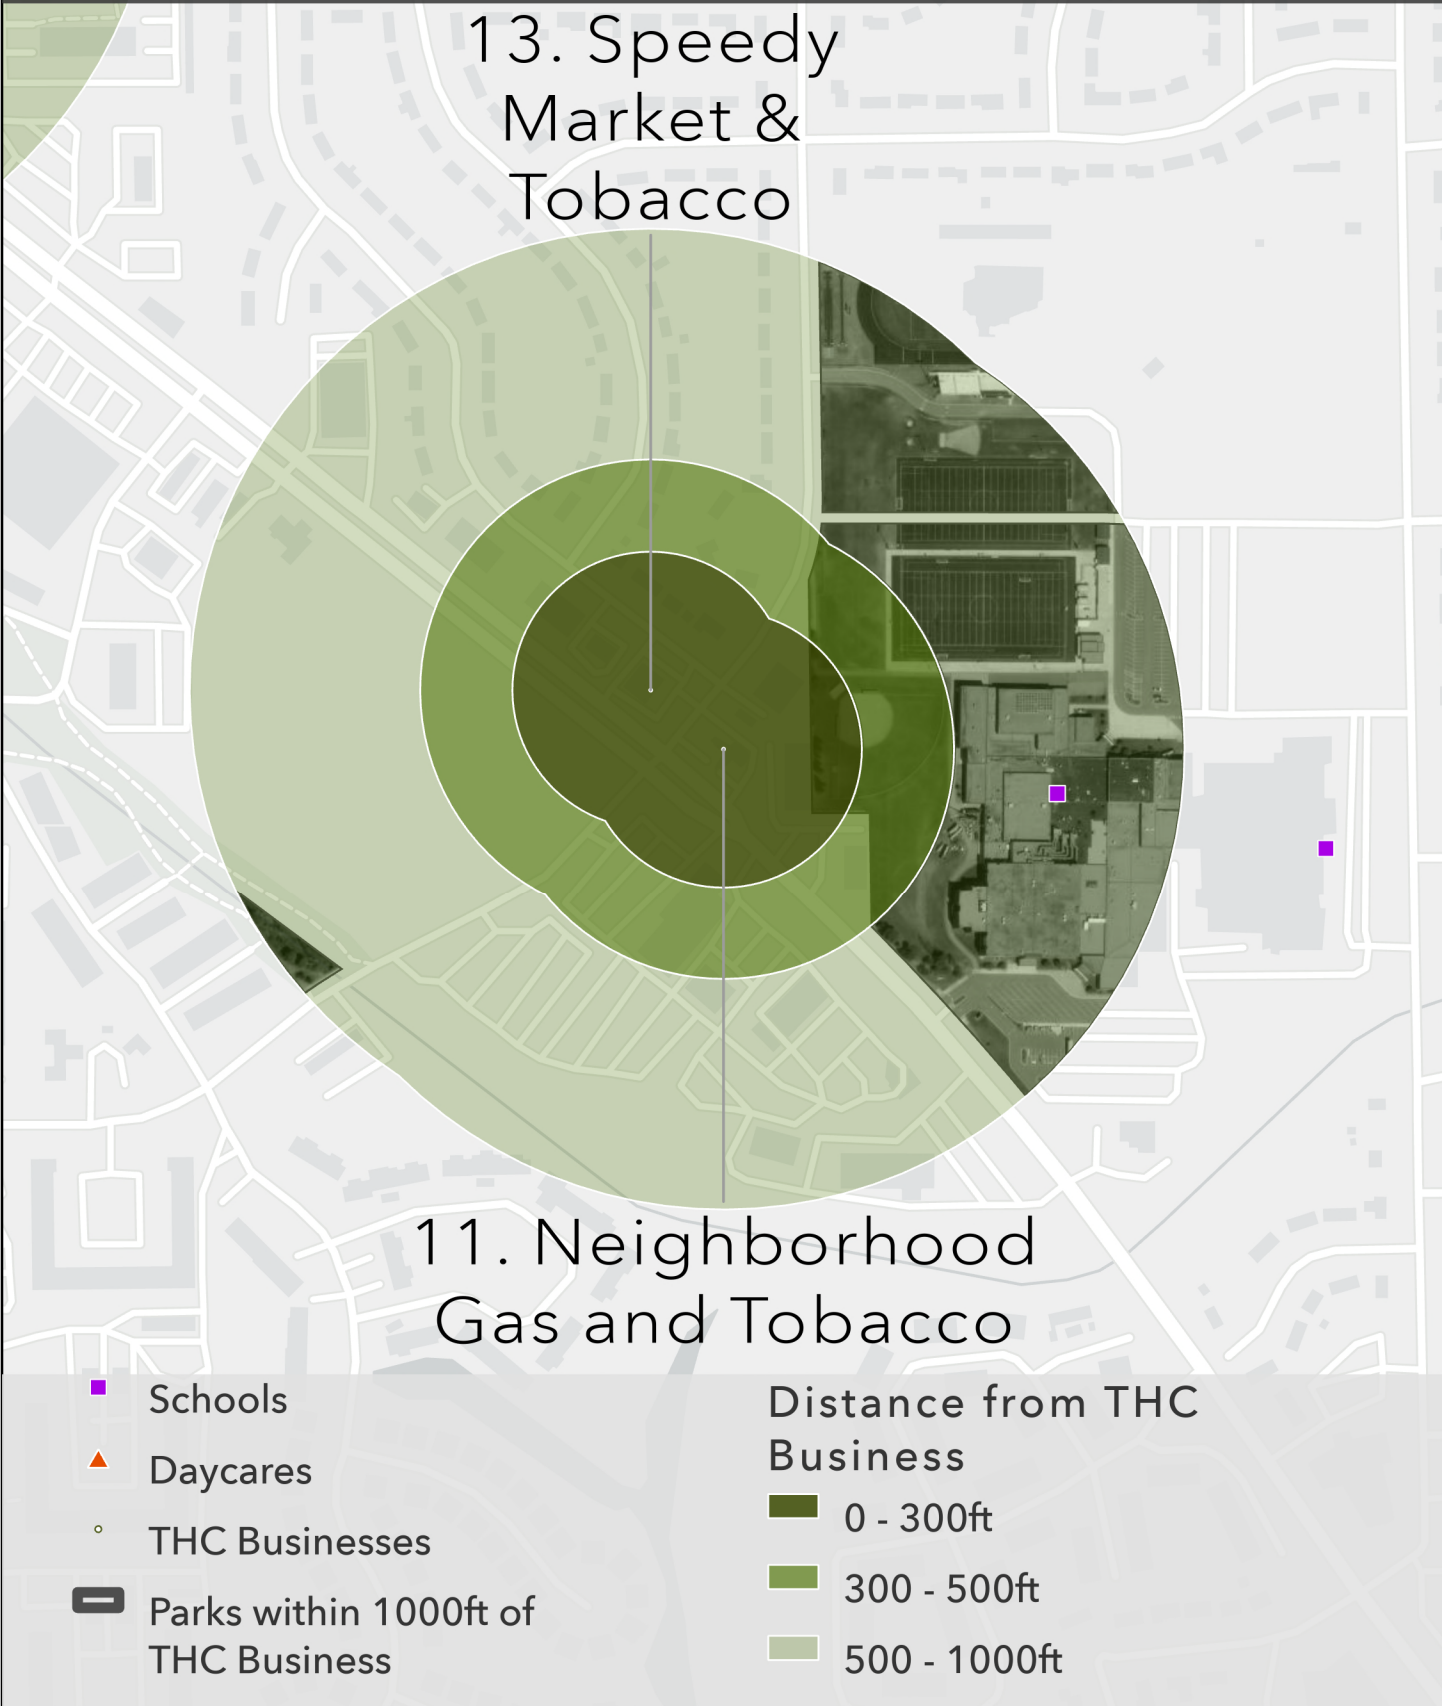 13. Speedy
Market &
Tobacco
11. Neighborhood
Gas and Tobacco
Schools
Daycares
THC Businesses
Parks within 1000ft of
THC Business
Distance from THC
Business
0 - 300ft
300 - 500ft
500 - 1000ft